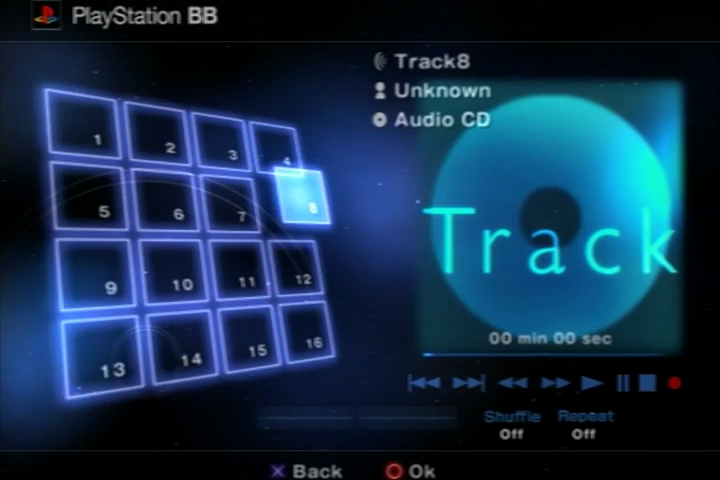 PlayStation BB
Track8
Unknown
Audio CD
1 2 3 4
5 6 7 8
9 10 11 12
13 14 15 16
Track
00 min 00 sec
Shuffle Repeat
Off Off
Back Ok